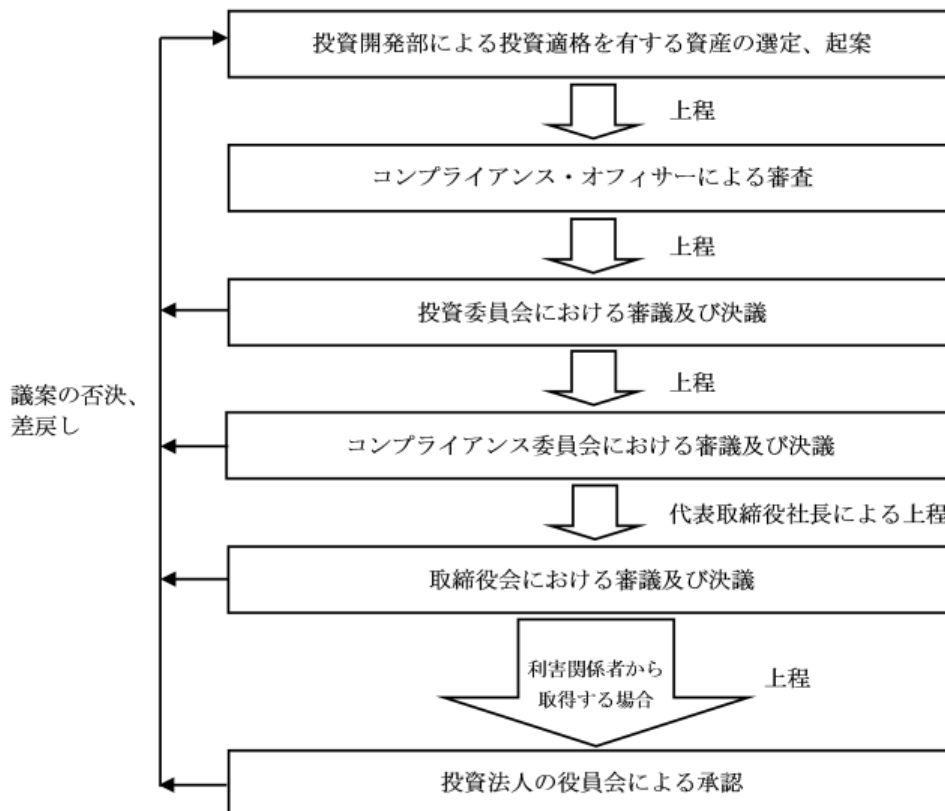 投資開発部による投資適格を有する資産の選定、起案
上程
コンプライアンス・オフィサーによる審査
上程
投資委員会における審議及び決議
上程
議案の否決、
差戻し
コンプライアンス委員会における審議及び決議
代表取締役社長による上程
取締役会における審議及び決議
利害関係者から
取得する場合
上程
投資法人の役員会による承認